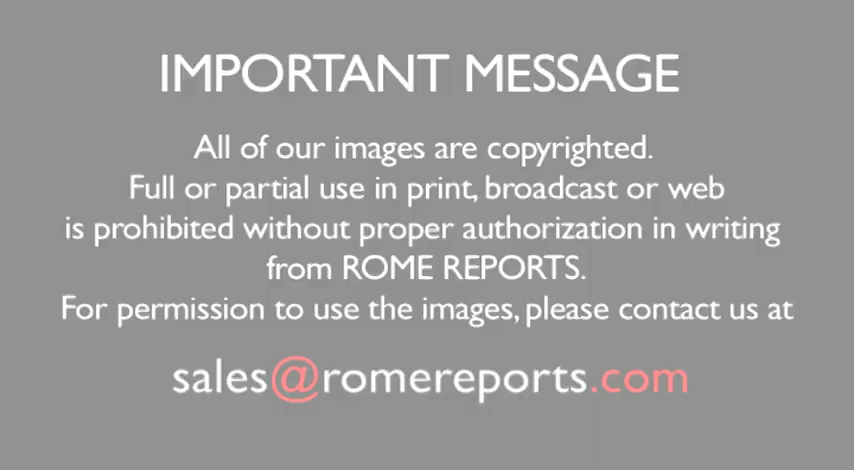 IMPORTANT MESSAGE
All of our images are copyrighted.
Full or partial use in print, broadcast or web
is prohibited without proper authorization in writing
from ROME REPORTS.
For permission to use the images, please contact us at
sales@romereports.com